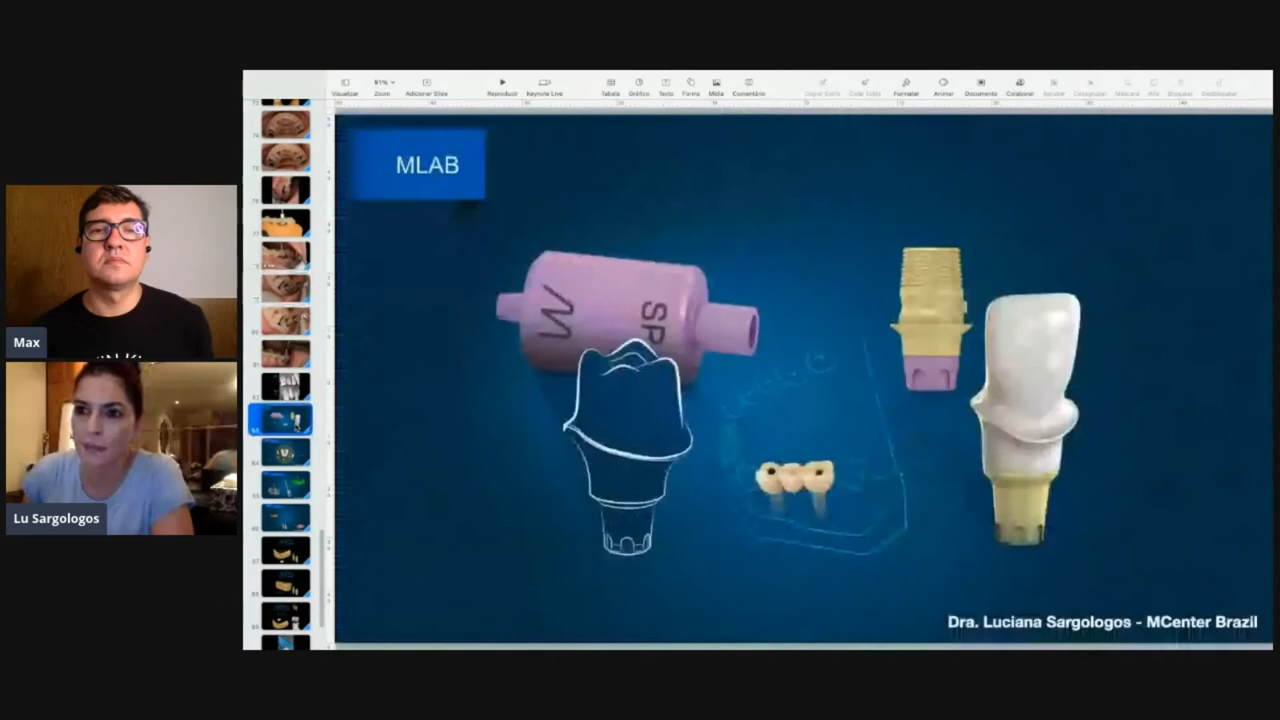 Visualizar
Zoom
Adicionar Slide
Reproduzir
Keynote Live
Tabela
Gráfico
Texto
Forma
Mídia
Comentário
Formatar
Animar
Documento
Colaborar
MLAB
SP
Max
Lu Sargologos
Dra. Luciana Sargologos - MCenter Brazil